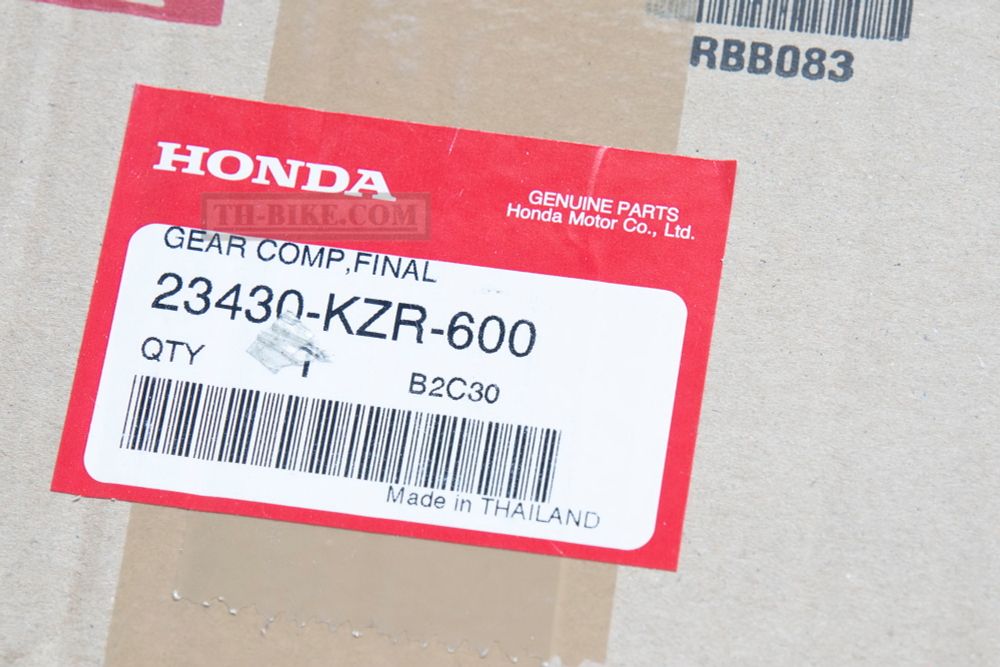 RBB083
HONDA
TH-BIKE.COM
GENUINE PARTS
Honda Motor Co., Ltd.
GEAR COMP,FINAL
23430-KZR-600
QTY 1 B2C30
Made in THAILAND